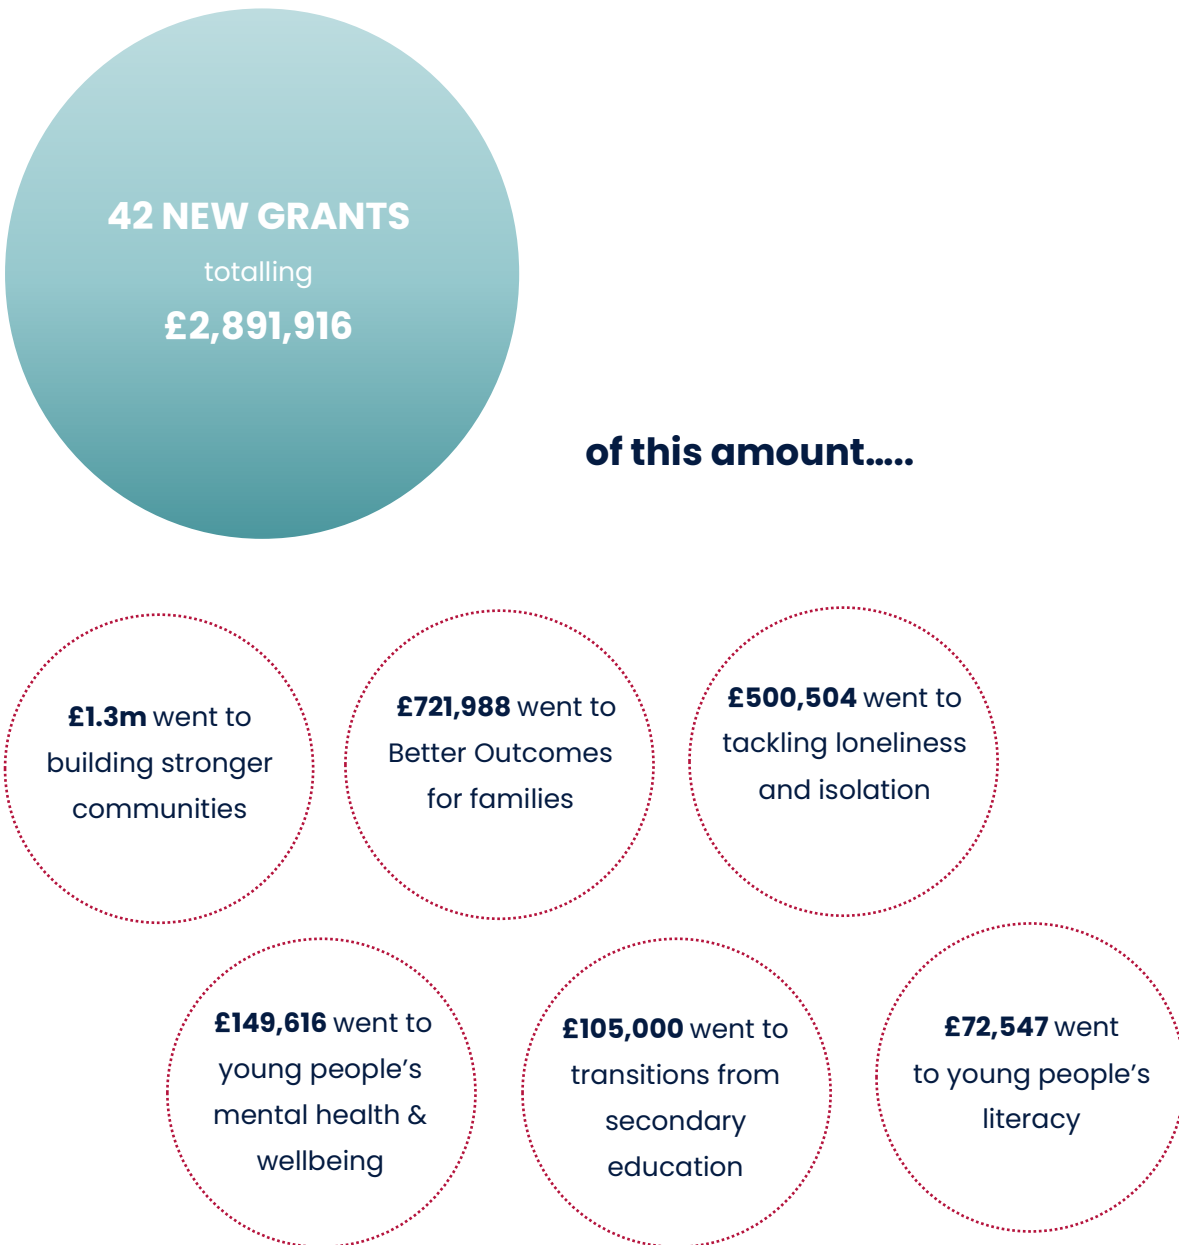 42 NEW GRANTS
totalling
£2,891,916
of this amount.....
£1.3m went to
building stronger
communities
£721,988 went to
Better Outcomes
for families
£500,504 went to
tackling loneliness
and isolation
£149,616 went to
young people’s
mental health &
wellbeing
£105,000 went to
transitions from
secondary
education
£72,547 went
to young people’s
literacy